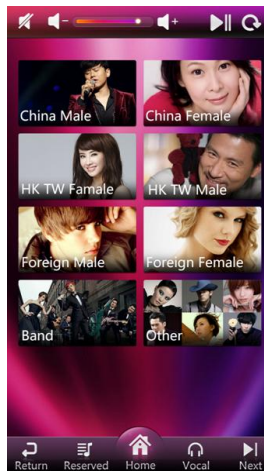 China Male
China Female
HK TW Famale
HK TW Male
Foreign Male
Foreign Female
Band
Other
Return
Reserved
Home
Vocal
Next